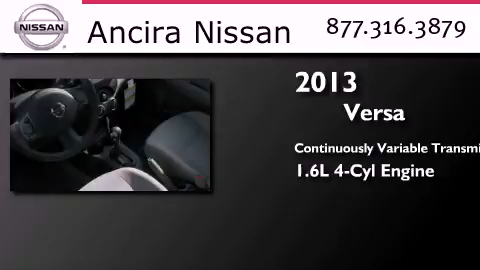 NISSAN
Ancira Nissan
877.316.3879
2013
Versa
Continuously Variable Transmi
1.6L 4-Cyl Engine